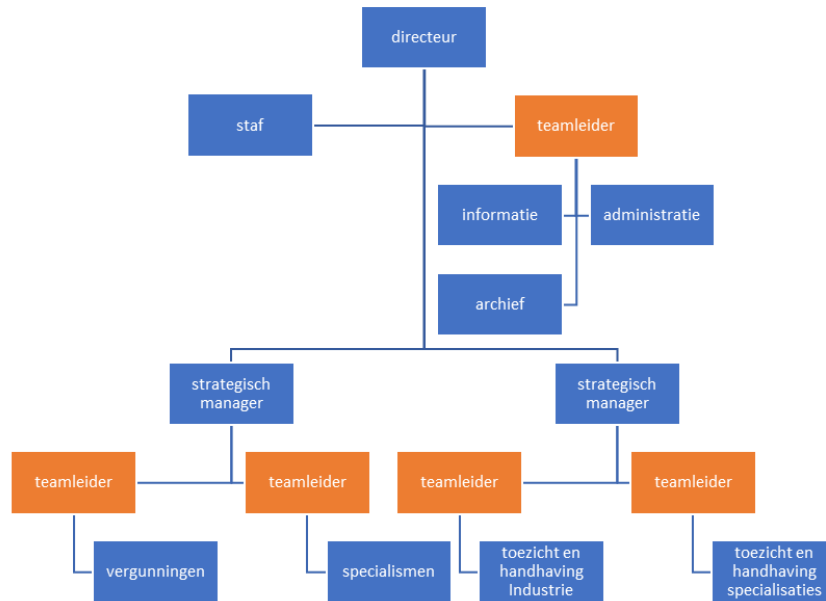 directeur
staf
teamleider
informatie
administratie
archief
strategisch
manager
strategisch
manager
teamleider
teamleider
teamleider
teamleider
vergunningen
specialismen
toezicht en
handhaving
Industrie
toezicht en
handhaving
specialisaties